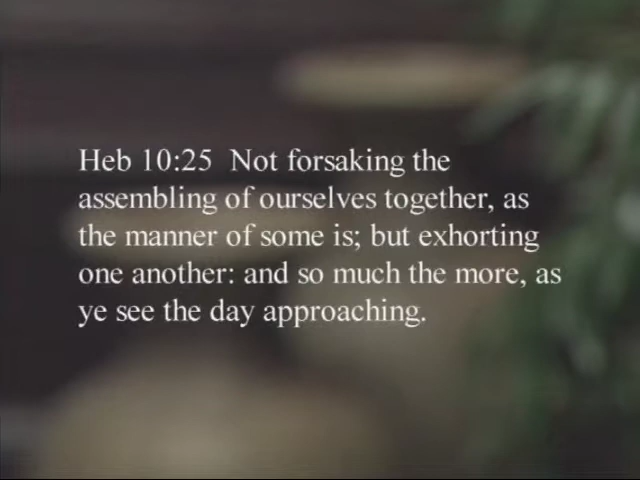 Heb 10:25  Not forsaking the
assembling of ourselves together, as
the manner of some is; but exhorting
one another: and so much the more, as
ye see the day approaching.